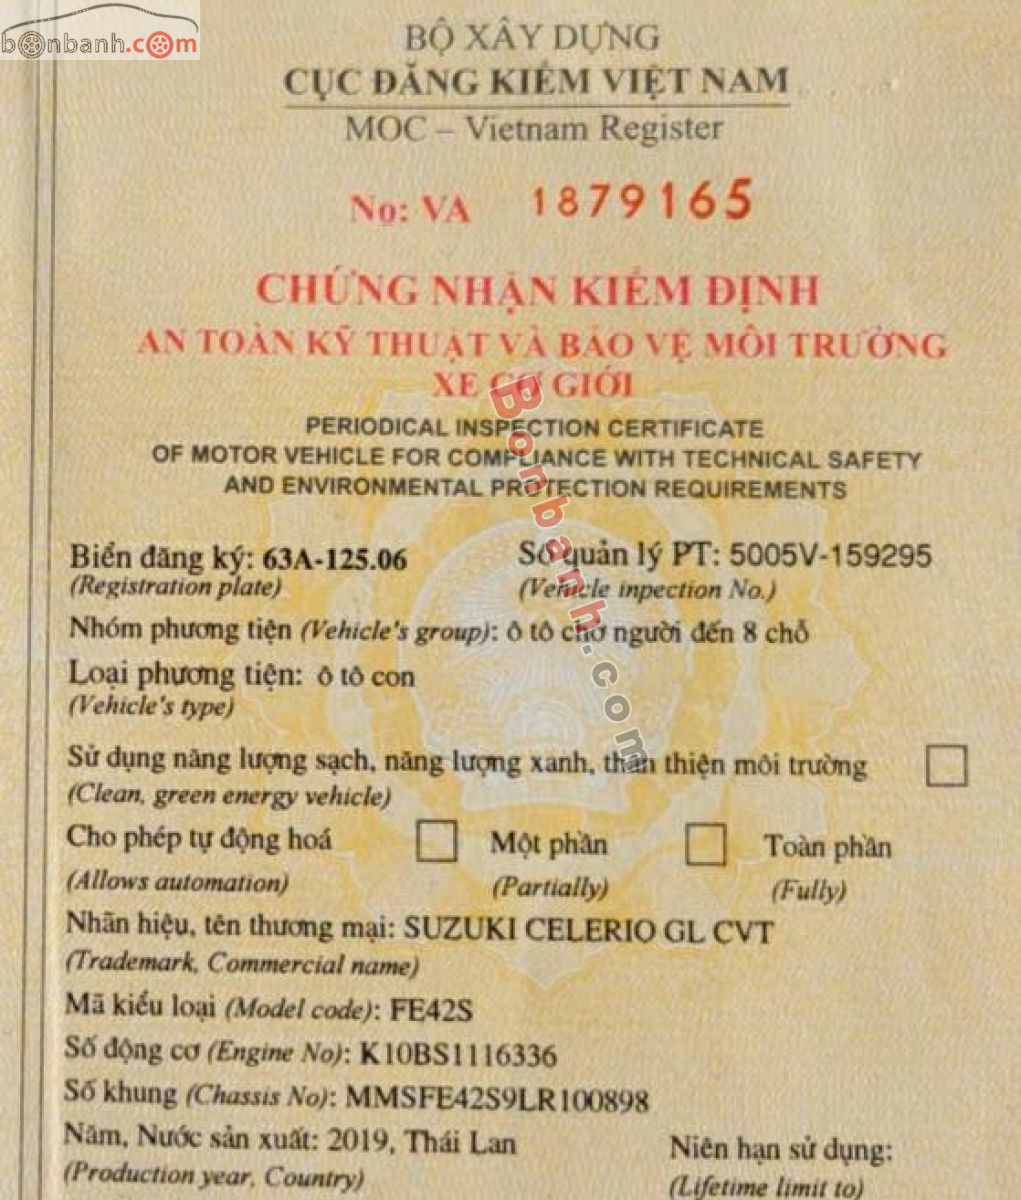 bonbanh.com
BỘ XÂY DỰNG
CỤC ĐĂNG KIỂM VIỆT NAM
MOC – Vietnam Register
No: VA 1879165
CHỨNG NHẬN KIỂM ĐỊNH
AN TOÀN KỸ THUẬT VÀ BẢO VỆ MÔI TRƯỜNG
XE CƠ GIỚI
PERIODICAL INSPECTION CERTIFICATE
OF MOTOR VEHICLE FOR COMPLIANCE WITH TECHNICAL SAFETY
AND ENVIRONMENTAL PROTECTION REQUIREMENTS
Bonbanh.com
Biển đăng ký: 63A-125.06 Số quản lý PT: 5005V-159295
(Registration plate) (Vehicle inpection No.)
Nhóm phương tiện (Vehicle's group): ô tô chở người đến 8 chỗ
Loại phương tiện: ô tô con
(Vehicle's type)
Sử dụng năng lượng sạch, năng lượng xanh, thân thiện môi trường
(Clean, green energy vehicle)
Cho phép tự động hoá Một phần Toàn phần
(Allows automation) (Partially) (Fully)
Nhãn hiệu, tên thương mại: SUZUKI CELERIO GL CVT
(Trademark, Commercial name)
Mã kiểu loại (Model code): FE42S
Số động cơ (Engine No): K10BS1116336
Số khung (Chassis No): MMSFE42S9LR100898
Năm, Nước sản xuất: 2019, Thái Lan Niên hạn sử dụng:
(Production year, Country) (Lifetime limit to)